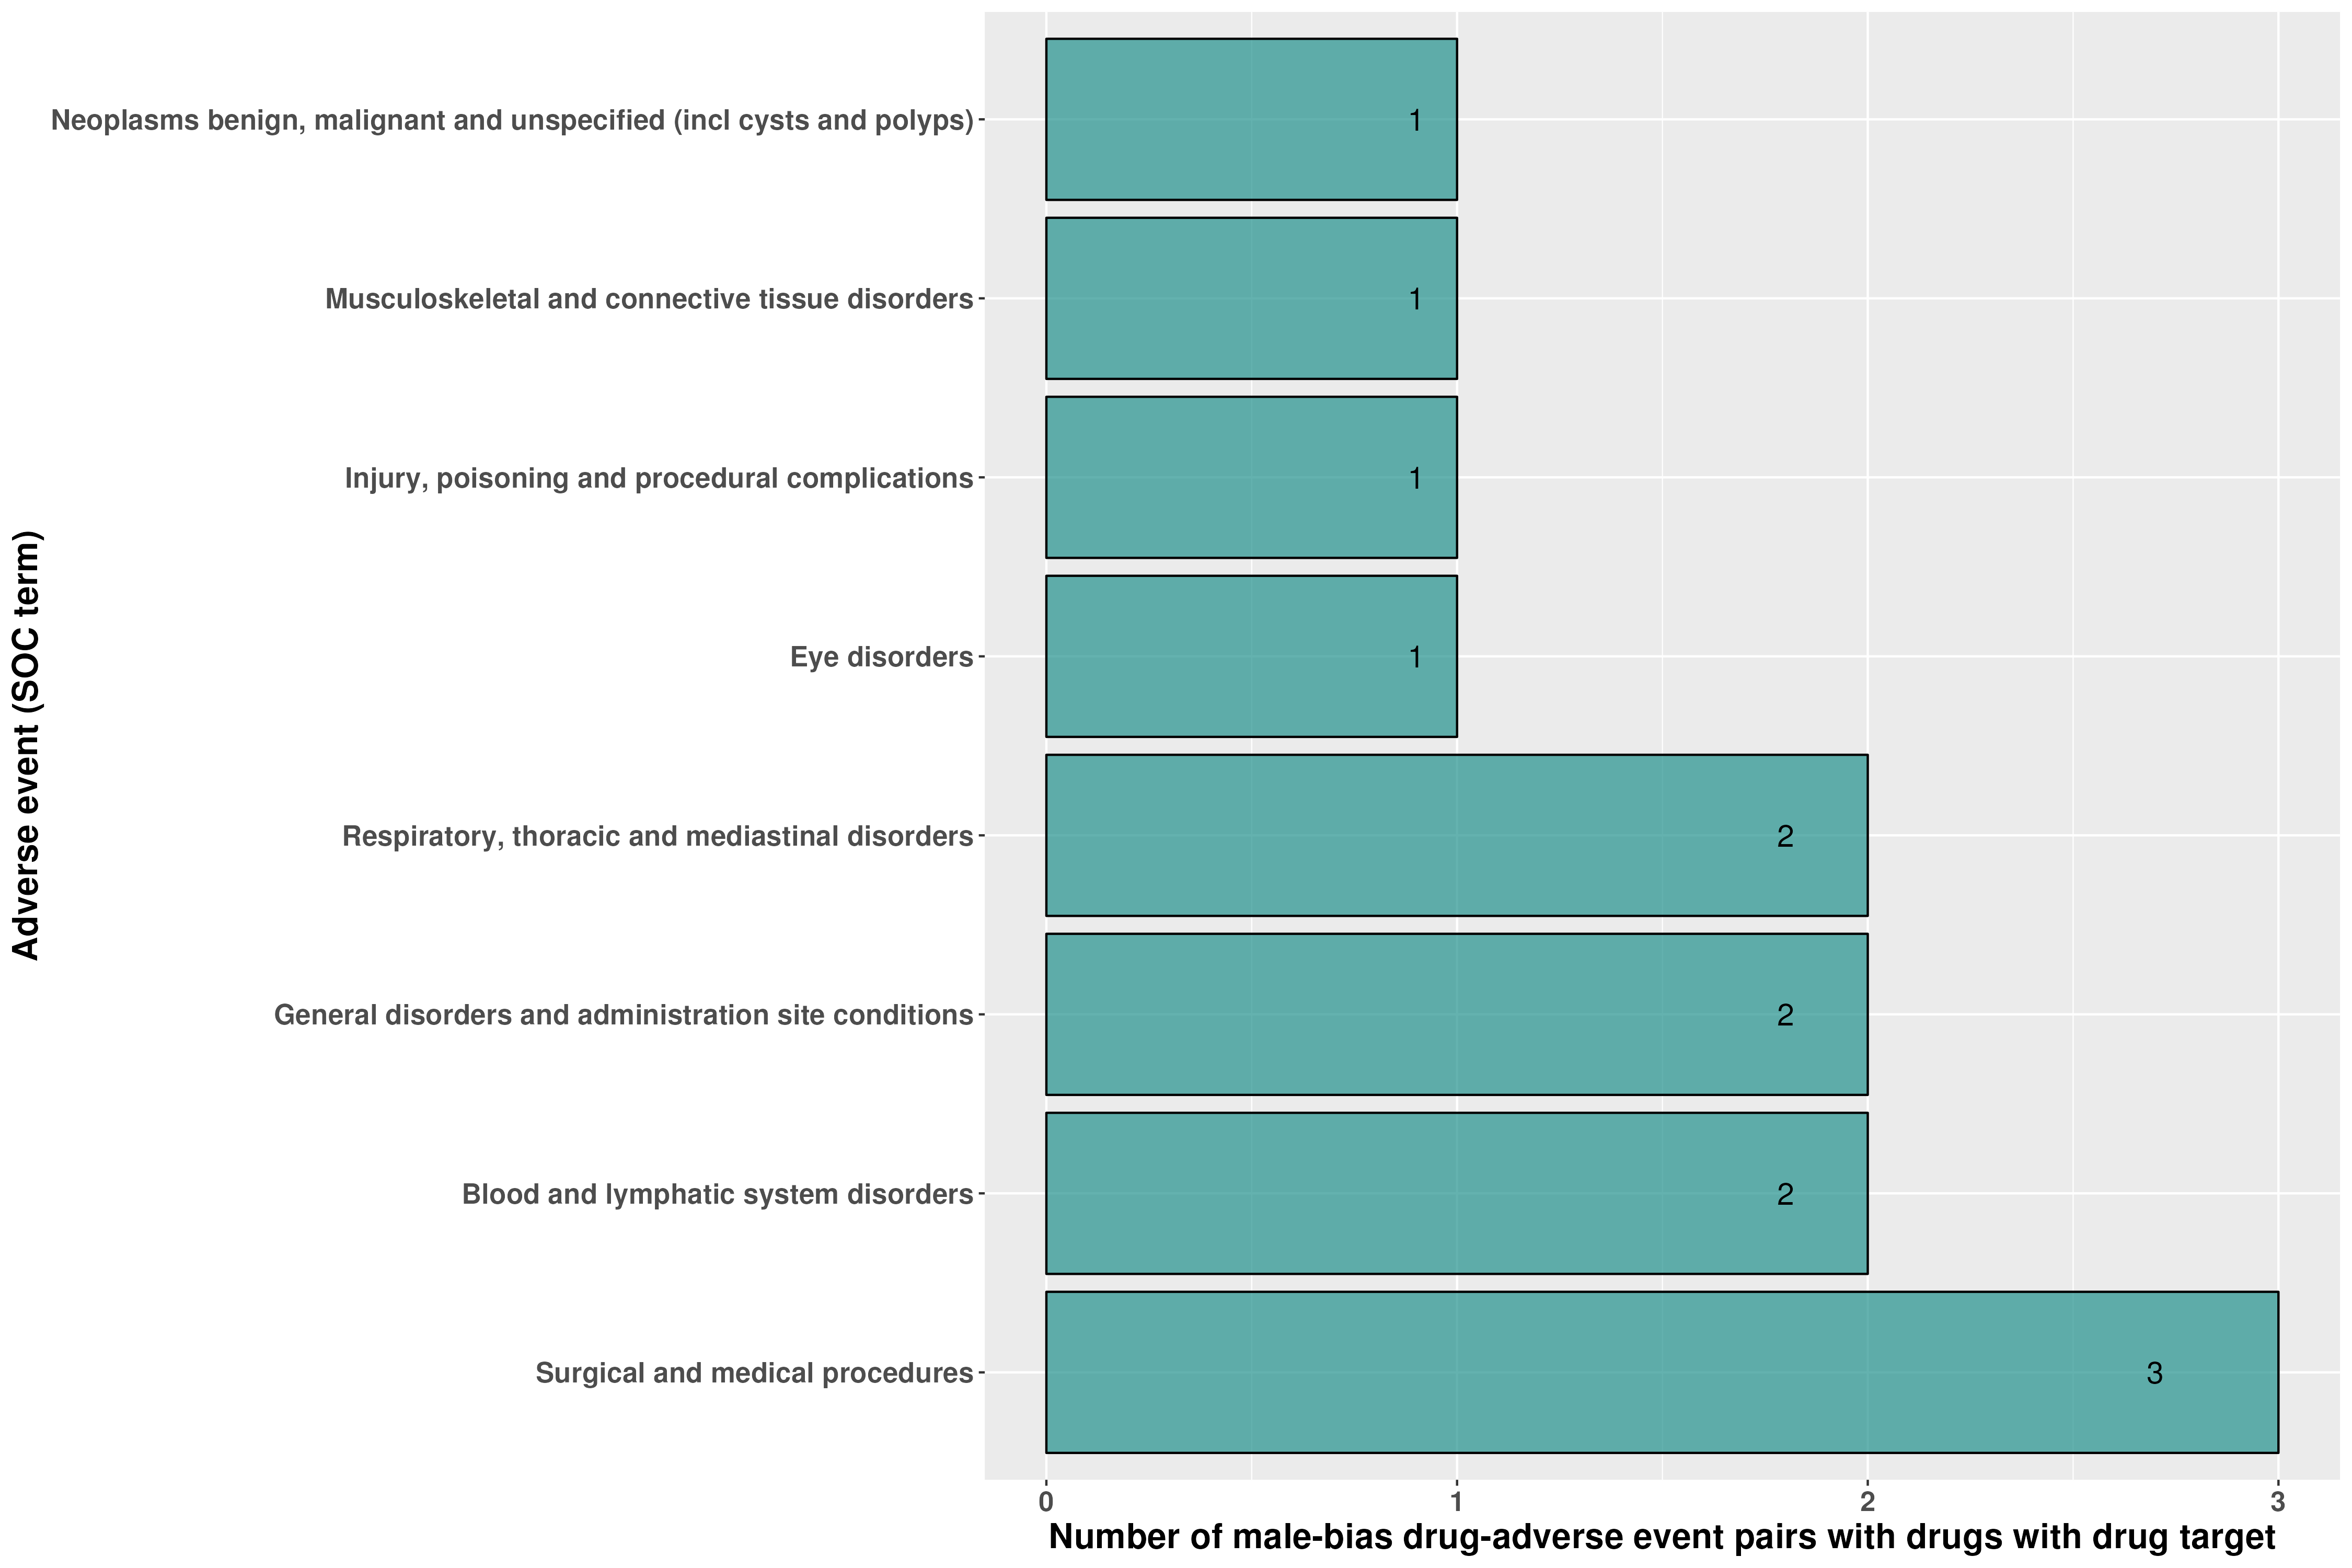 Neoplasms benign, malignant and unspecified (incl cysts and polyps)
1
Musculoskeletal and connective tissue disorders
1
Injury, poisoning and procedural complications
1
Eye disorders
1
Respiratory, thoracic and mediastinal disorders
2
General disorders and administration site conditions
2
Blood and lymphatic system disorders
2
Surgical and medical procedures
3
Adverse event (SOC term)
0 1 2 3
Number of male-bias drug-adverse event pairs with drugs with drug target